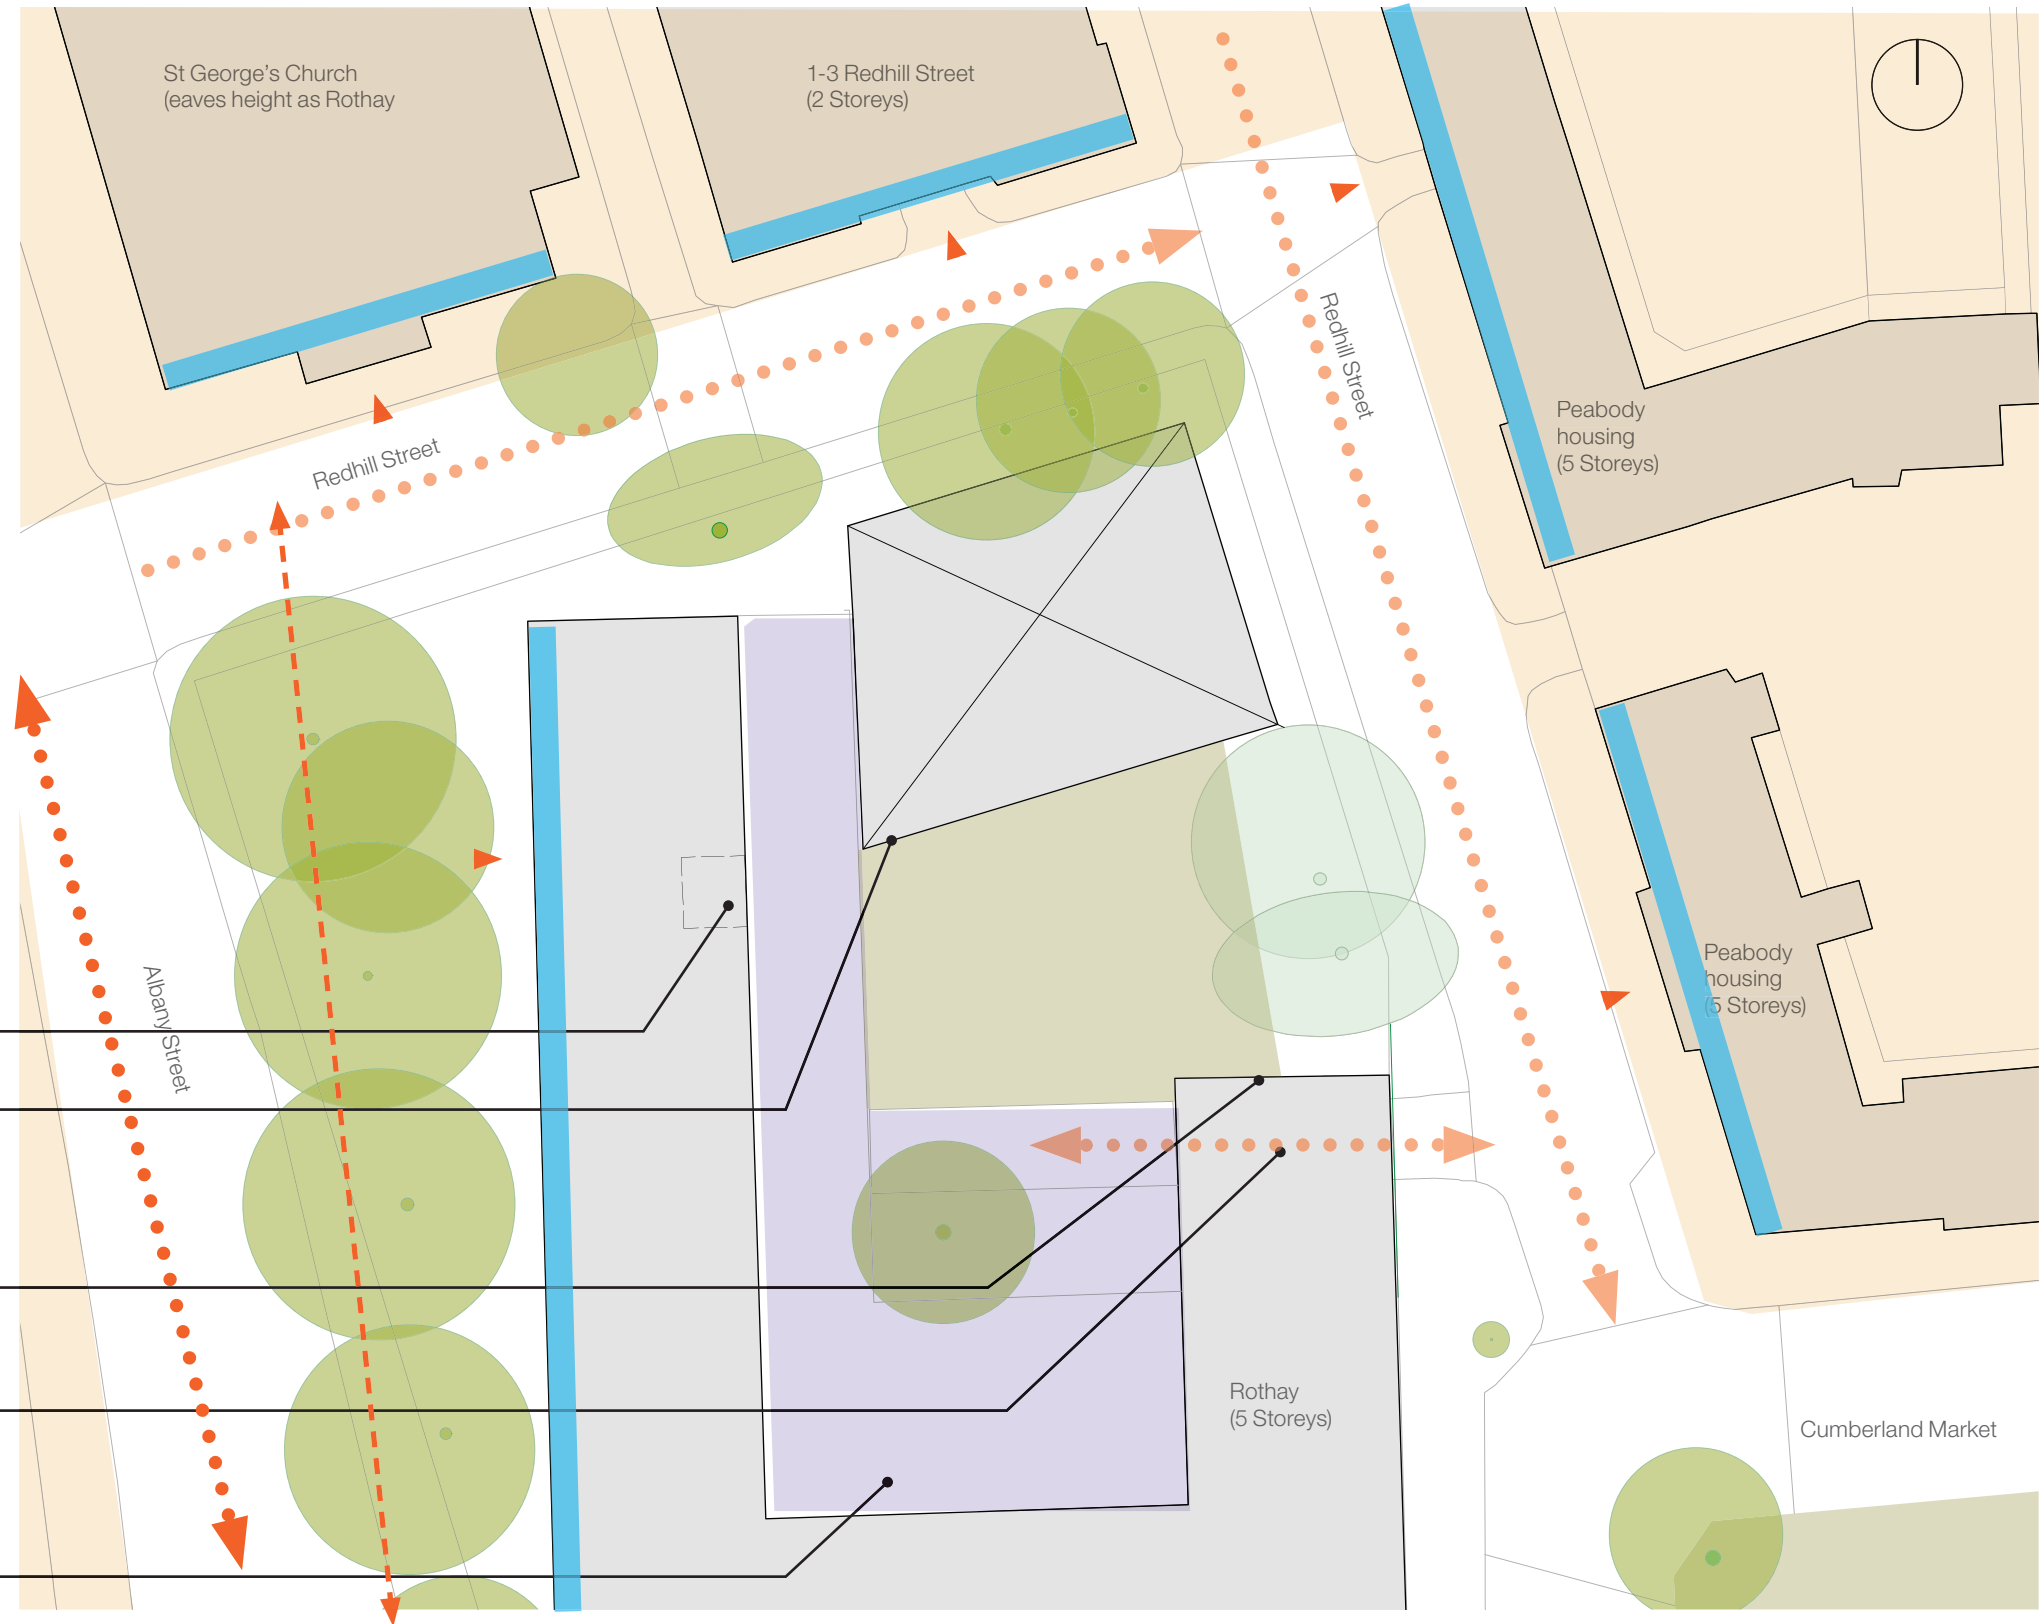 St George's Church
(eaves height as Rothay
1-3 Redhill Street
(2 Storeys)
Redhill Street
Redhill Street
Peabody
housing
(5 Storeys)
Albany Street
Peabody
housing
(5 Storeys)
Rothay
(5 Storeys)
Cumberland Market